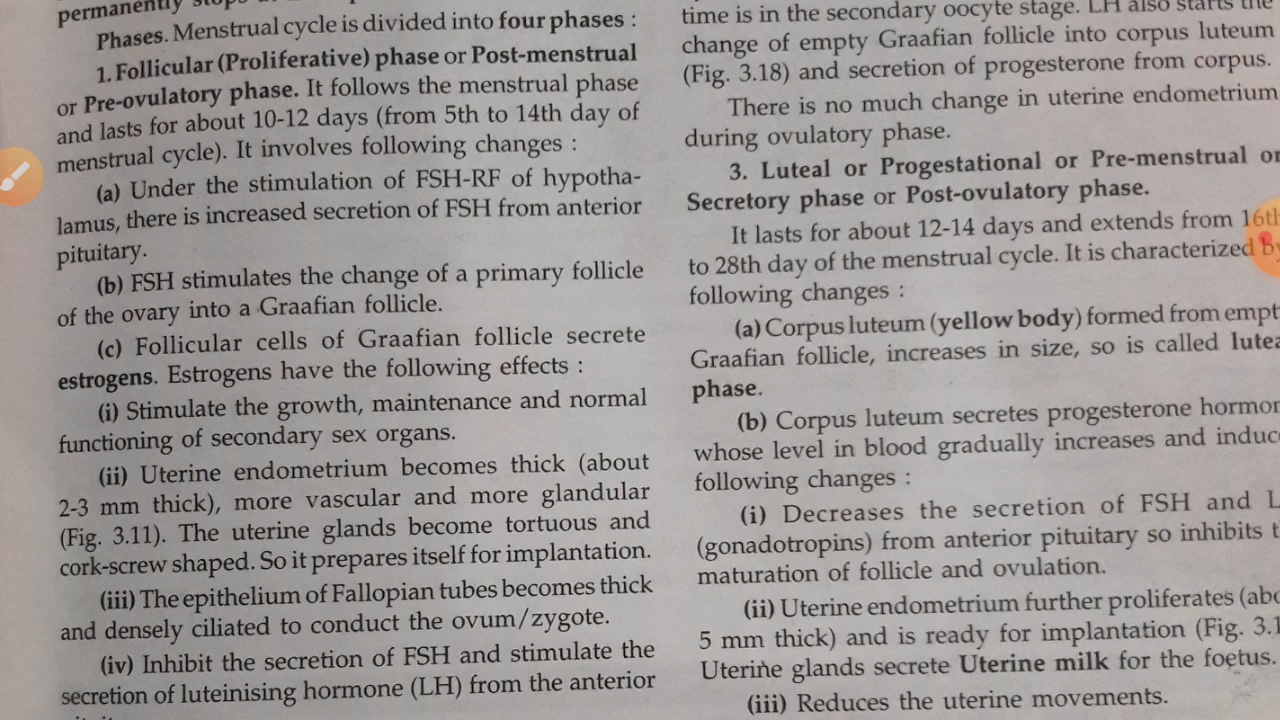 permanently
Phases. Menstrual cycle is divided into four phases :
1. Follicular (Proliferative) phase or Post-menstrual
or Pre-ovulatory phase. It follows the menstrual phase
and lasts for about 10-12 days (from 5th to 14th day of
menstrual cycle). It involves following changes :
(a) Under the stimulation of FSH-RF of hypotha-
lamus, there is increased secretion of FSH from anterior
pituitary.
(b) FSH stimulates the change of a primary follicle
of the ovary into a Graafian follicle.
(c) Follicular cells of Graafian follicle secrete
estrogens. Estrogens have the following effects :
(i) Stimulate the growth, maintenance and normal
functioning of secondary sex organs.
(ii) Uterine endometrium becomes thick (about
2-3 mm thick), more vascular and more glandular
(Fig. 3.11). The uterine glands become tortuous and
cork-screw shaped. So it prepares itself for implantation.
(iii) The epithelium of Fallopian tubes becomes thick
and densely ciliated to conduct the ovum/zygote.
(iv) Inhibit the secretion of FSH and stimulate the
secretion of luteinising hormone (LH) from the anterior
time is in the secondary oocyte stage. LH also starts the
change of empty Graafian follicle into corpus luteum
(Fig. 3.18) and secretion of progesterone from corpus.
There is no much change in uterine endometrium
during ovulatory phase.
3. Luteal or Progestational or Pre-menstrual or
Secretory phase or Post-ovulatory phase.
It lasts for about 12-14 days and extends from 16th
to 28th day of the menstrual cycle. It is characterized by
following changes :
(a) Corpus luteum (yellow body) formed from empt
Graafian follicle, increases in size, so is called lutea
phase.
(b) Corpus luteum secretes progesterone hormon
whose level in blood gradually increases and induc
following changes :
(i) Decreases the secretion of FSH and L
(gonadotropins) from anterior pituitary so inhibits t
maturation of follicle and ovulation.
(ii) Uterine endometrium further proliferates (abo
5 mm thick) and is ready for implantation (Fig. 3.1
Uterine glands secrete Uterine milk for the foetus.
(iii) Reduces the uterine movements.